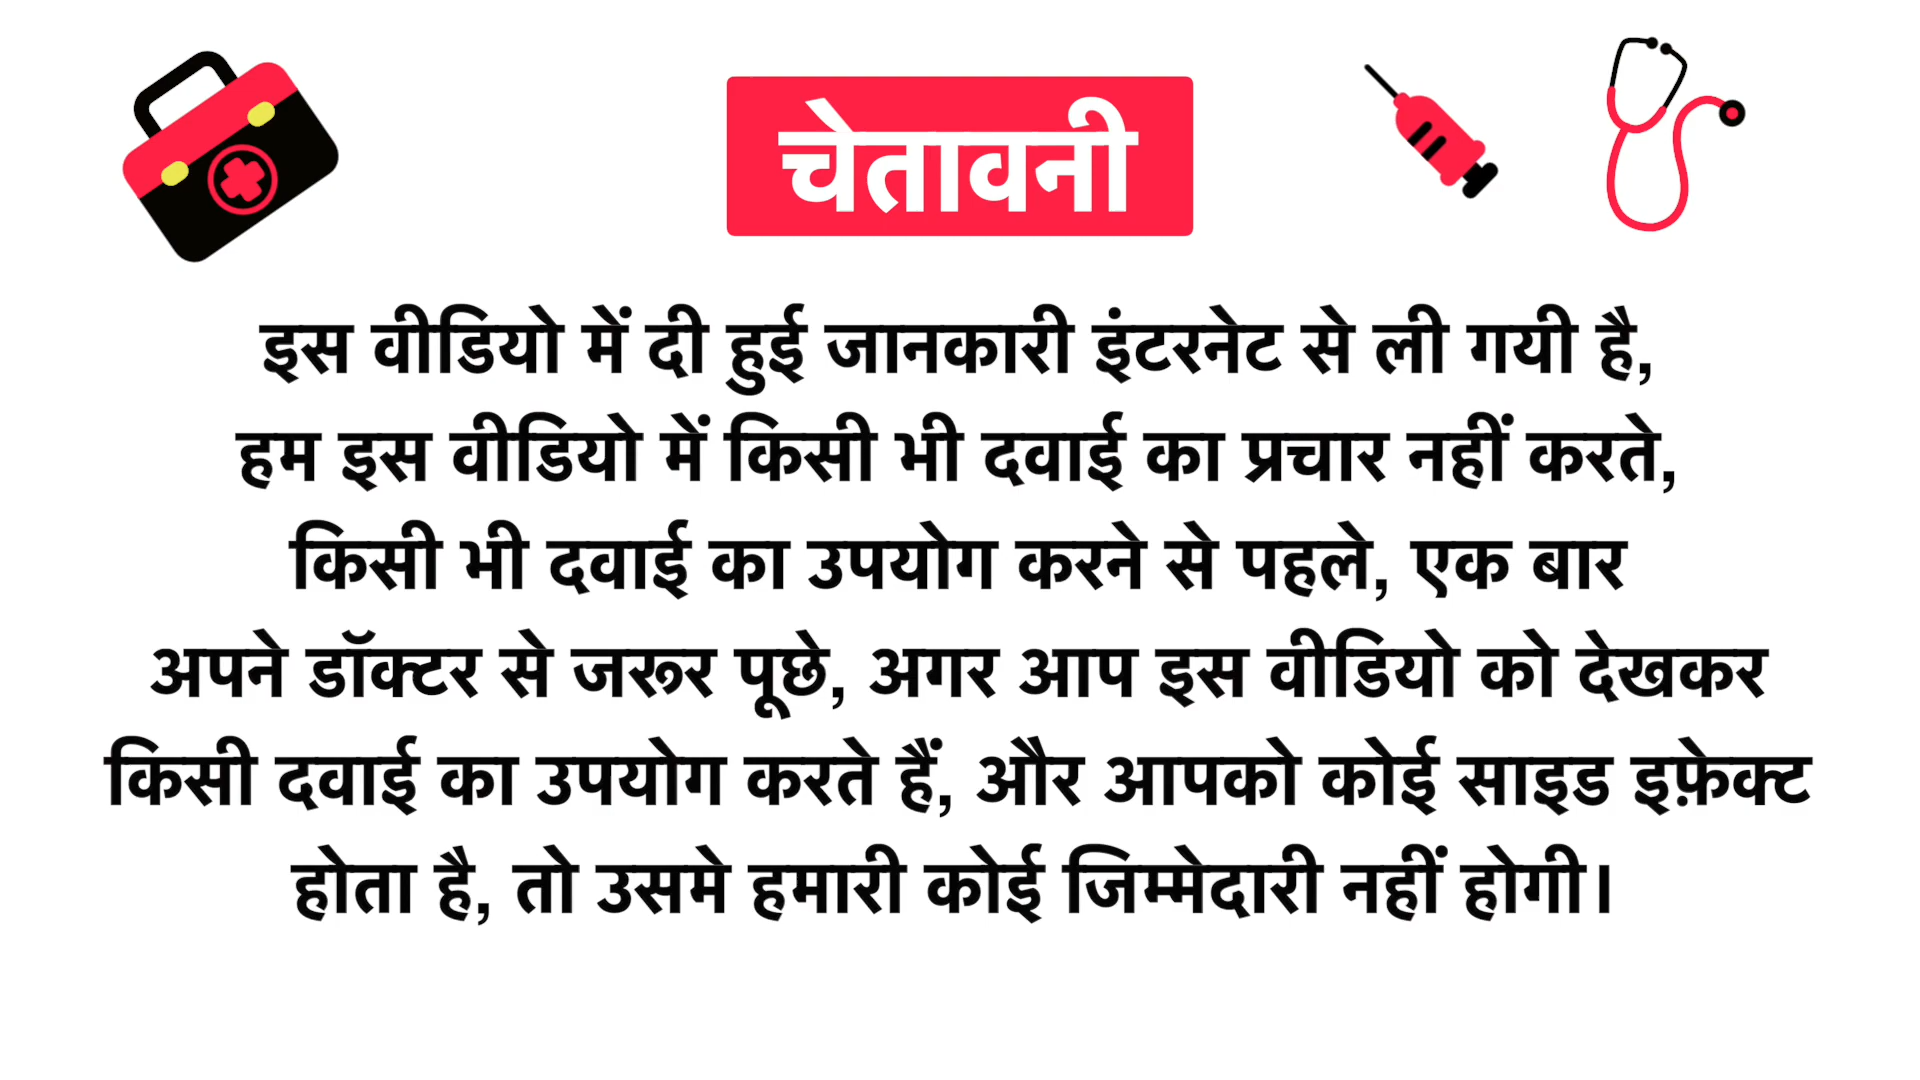 चेतावनी
इस वीडियो में दी हुई जानकारी इंटरनेट से ली गयी है,
हम इस वीडियो में किसी भी दवाई का प्रचार नहीं करते,
किसी भी दवाई का उपयोग करने से पहले, एक बार
अपने डॉक्टर से जरूर पूछे, अगर आप इस वीडियो को देखकर
किसी दवाई का उपयोग करते हैं, और आपको कोई साइड इफ़ेक्ट
होता है, तो उसमे हमारी कोई जिम्मेदारी नहीं होगी।